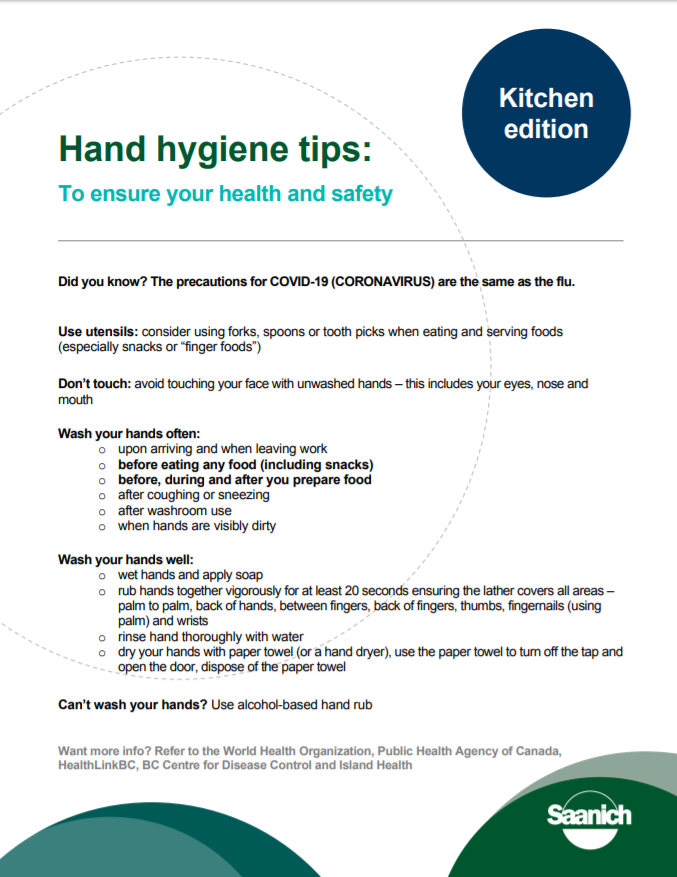 Kitchen
edition
Hand hygiene tips:
To ensure your health and safety
Did you know? The precautions for COVID-19 (CORONAVIRUS) are the same as the flu.
Use utensils: consider using forks, spoons or tooth picks when eating and serving foods
(especially snacks or “finger foods”)
Don’t touch: avoid touching your face with unwashed hands – this includes your eyes, nose and
mouth
Wash your hands often:
o upon arriving and when leaving work
o before eating any food (including snacks)
o before, during and after you prepare food
o after coughing or sneezing
o after washroom use
o when hands are visibly dirty
Wash your hands well:
o wet hands and apply soap
o rub hands together vigorously for at least 20 seconds ensuring the lather covers all areas –
palm to palm, back of hands, between fingers, back of fingers, thumbs, fingernails (using
palm) and wrists
o rinse hand thoroughly with water
o dry your hands with paper towel (or a hand dryer), use the paper towel to turn off the tap and
open the door, dispose of the paper towel
Can’t wash your hands? Use alcohol-based hand rub
Want more info? Refer to the World Health Organization, Public Health Agency of Canada,
HealthLinkBC, BC Centre for Disease Control and Island Health
Saanich